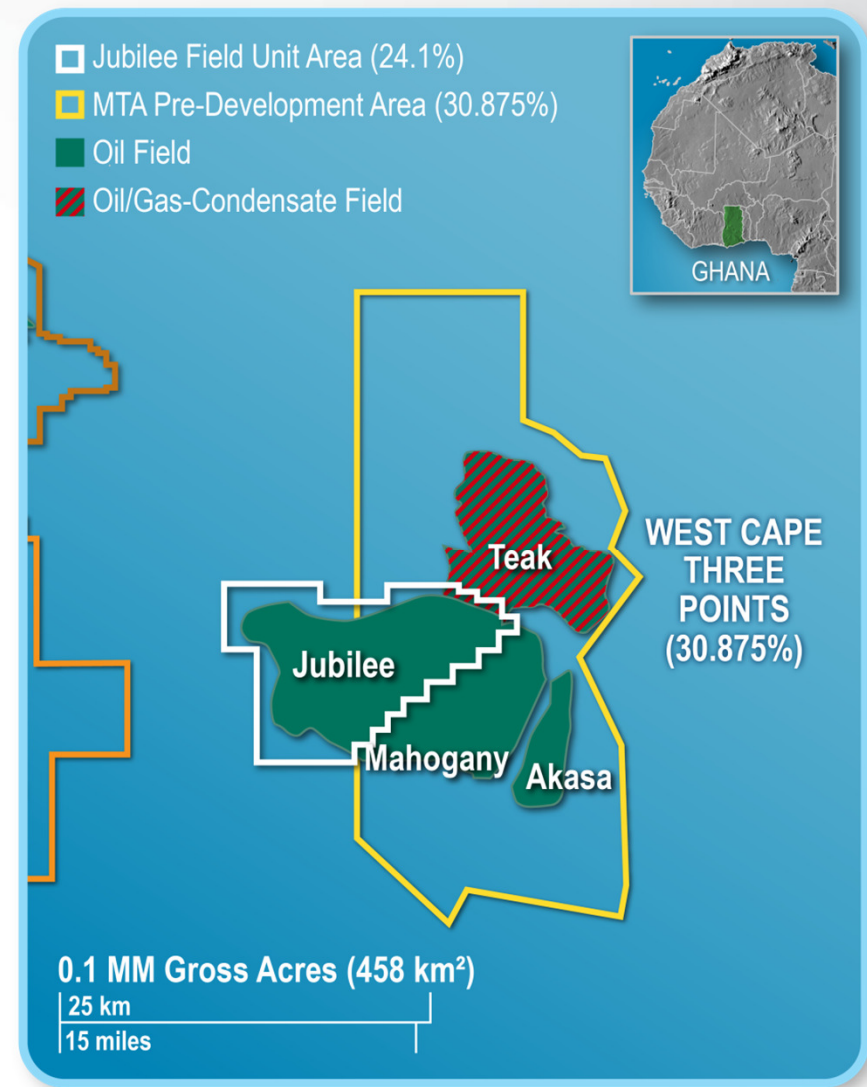 Jubilee Field Unit Area (24.1%)
MTA Pre-Development Area (30.875%)
Oil Field
Oil/Gas-Condensate Field
GHANA
Teak
WEST CAPE
THREE
POINTS
(30.875%)
Jubilee
Mahogany
Akasa
0.1 MM Gross Acres (458 km²)
25 km
15 miles